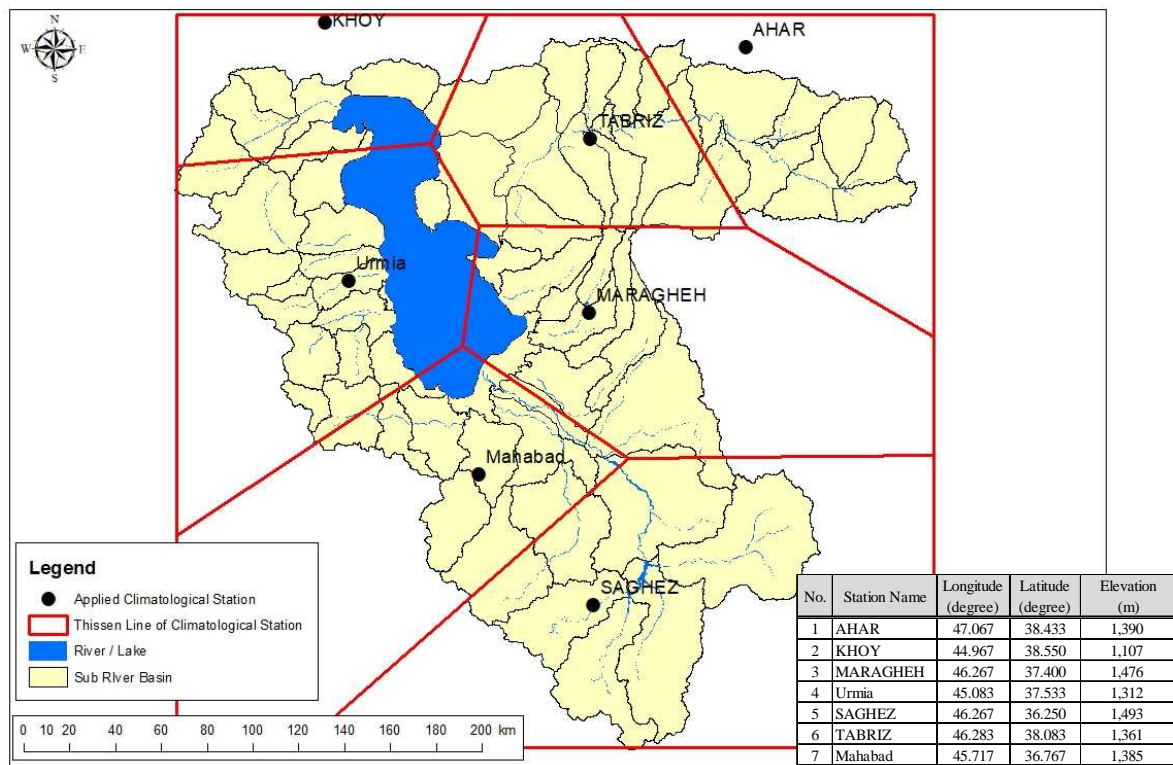 N
W E
S
KHOY
AHAR
TABRIZ
Urmia
MARAGHEH
Mahabad
SAGHEZ
Legend
Applied Climatological Station
Thissen Line of Climatological Station
River / Lake
Sub RIver Basin
0 10 20 40 60 80 100 120 140 160 180 200 km
No. Station Name Longitude (degree) Latitude (degree) Elevation (m)
1 AHAR 47.067 38.433 1,390
2 KHOY 44.967 38.550 1,107
3 MARAGHEH 46.267 37.400 1,476
4 Urmia 45.083 37.533 1,312
5 SAGHEZ 46.267 36.250 1,493
6 TABRIZ 46.283 38.083 1,361
7 Mahabad 45.717 36.767 1,385